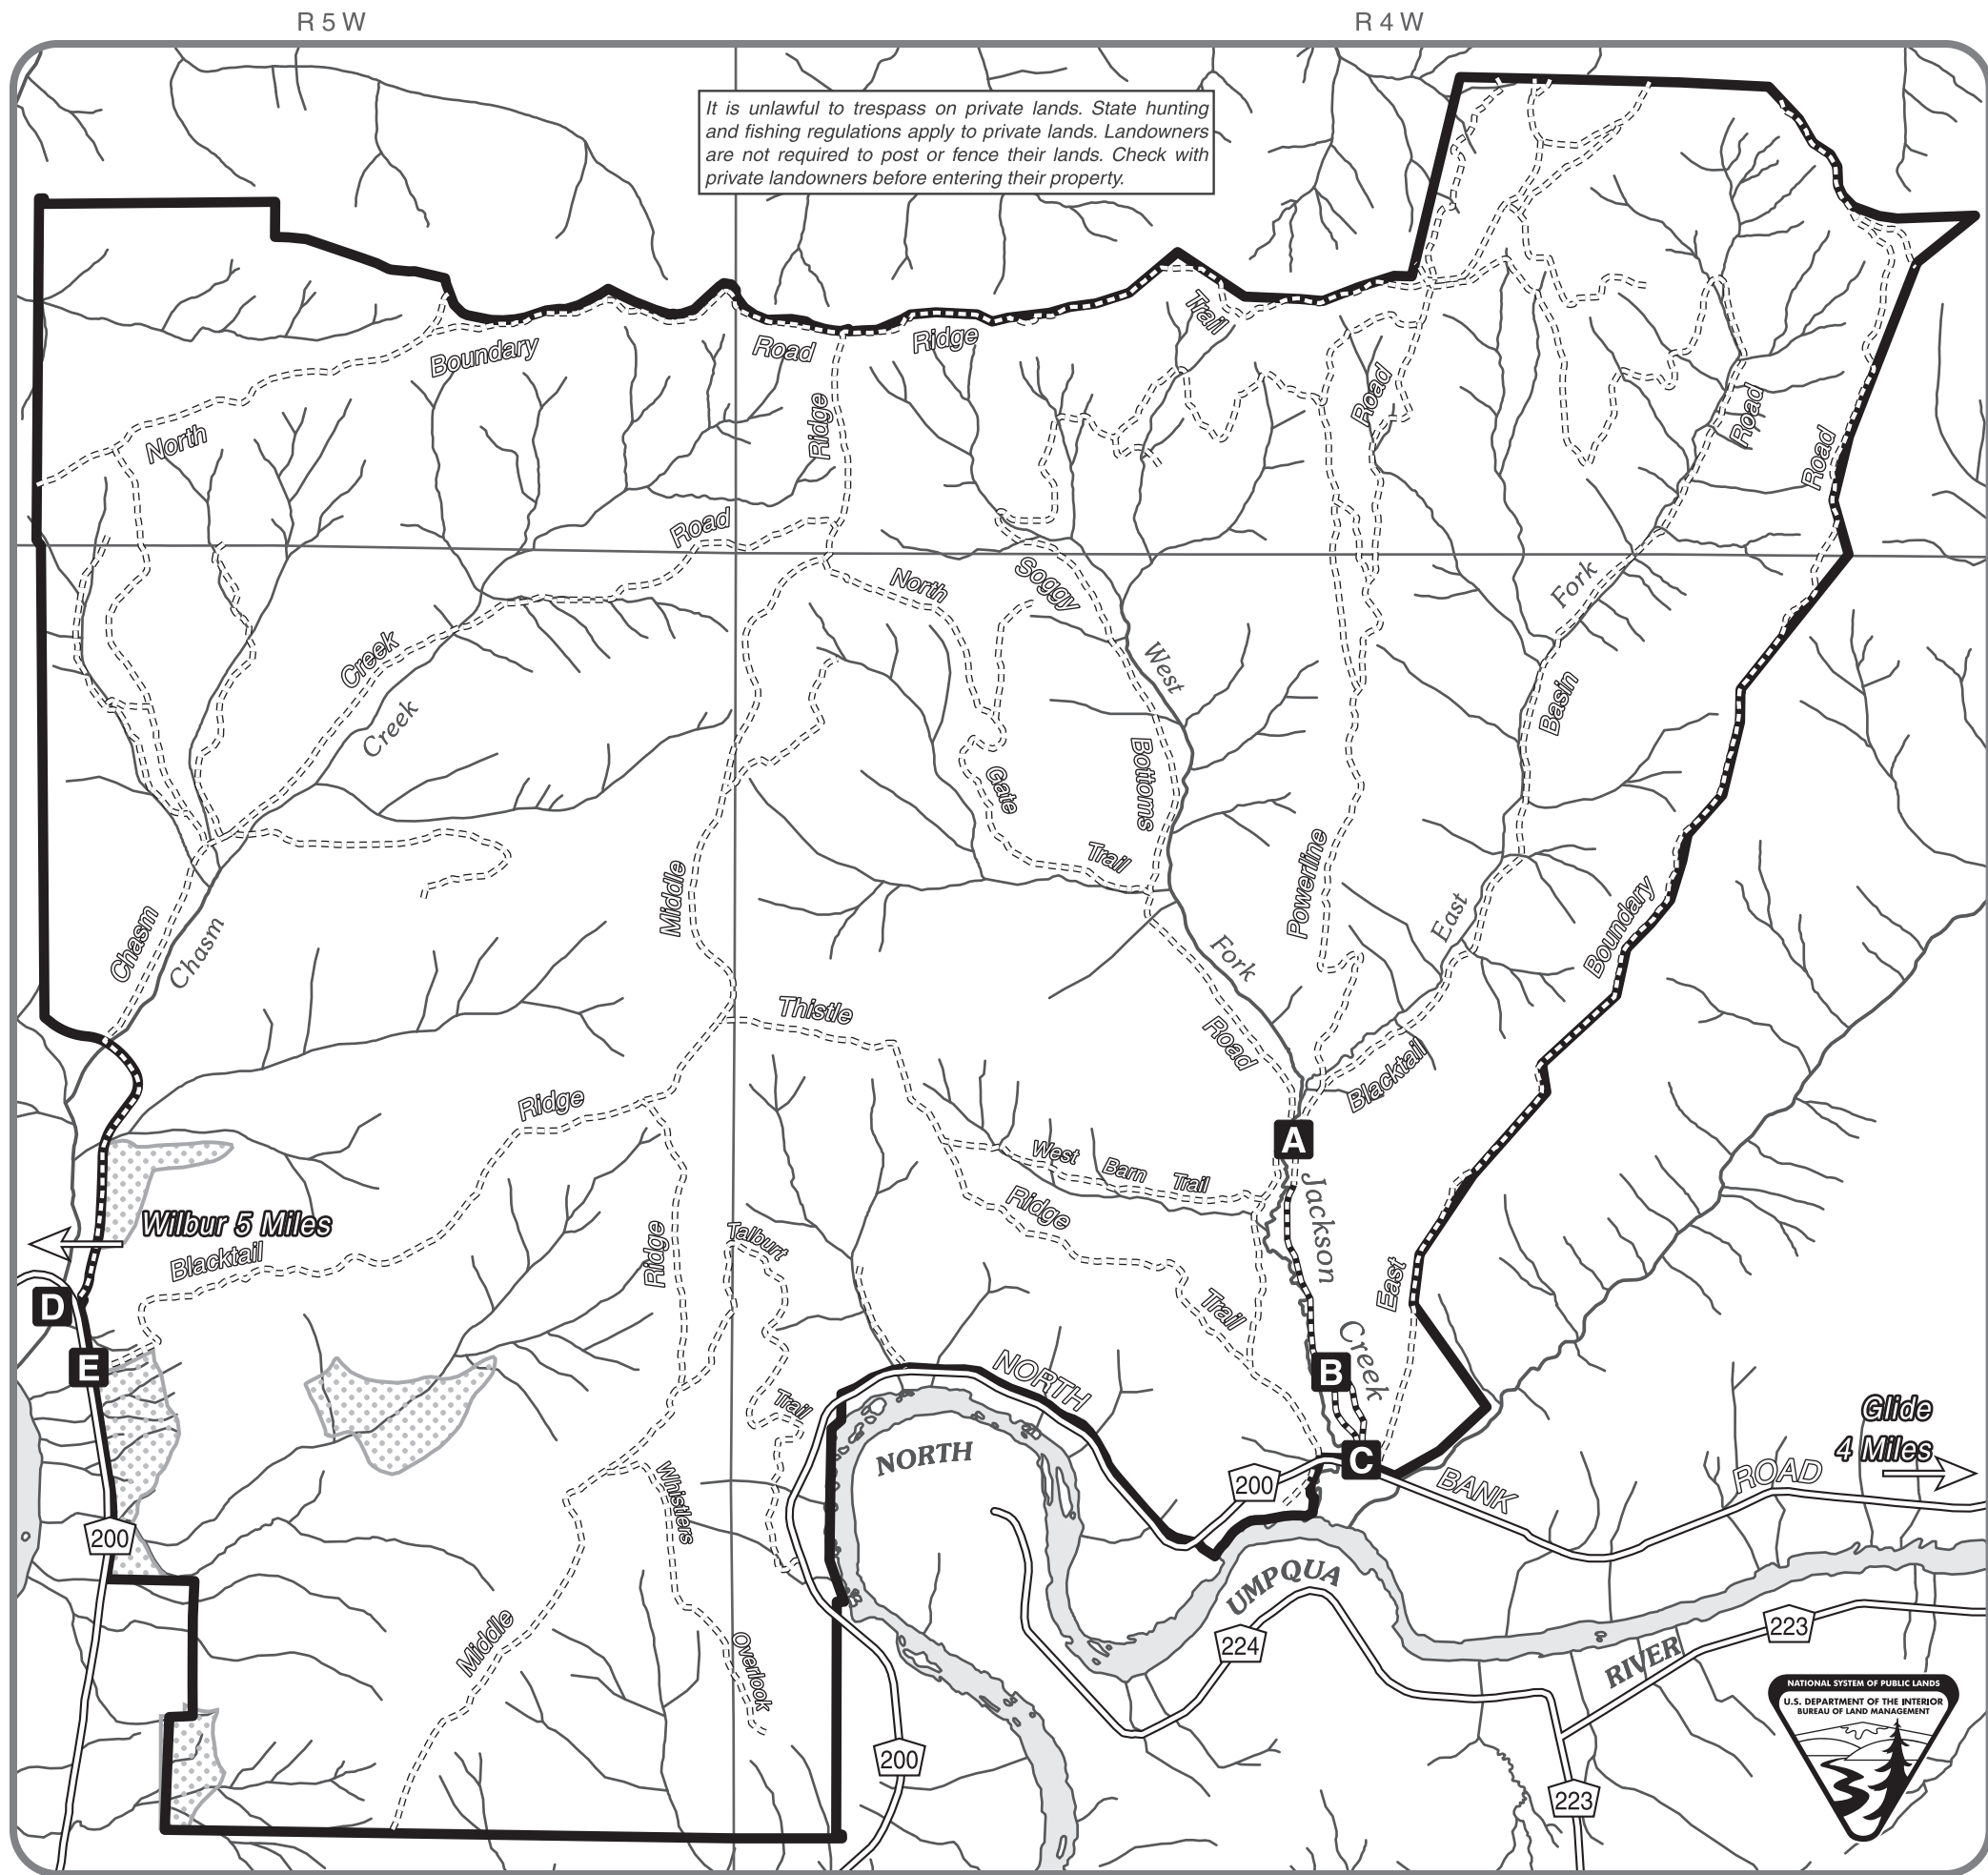 R 5 W
R 4 W
It is unlawful to trespass on private lands. State hunting
and fishing regulations apply to private lands. Landowners
are not required to post or fence their lands. Check with
private landowners before entering their property.
North
Boundary
Road
Ridge
Trail
Ridge
Road
Road
Road
Road
Creek
Creek
North
Soggy
West
Fork
Basin
Gate
Bottoms
Trail
Middle
Powerline
Chasm
Chasm
Fork
East
Boundary
Thistle
Road
Blacktail
Ridge
A
West Barn Trail
Jackson
Ridge
Wilbur 5 Miles
Blacktail
Ridge
Talburt
Trail
East
D
E
Creek
B
NORTH
Trail
NORTH
C
200
BANK
ROAD
Glide
4 Miles
Whistlers
200
UMPQUA
224
223
RIVER
Middle
Overlook
200
223
NATIONAL SYSTEM OF PUBLIC LANDS
U.S. DEPARTMENT OF THE INTERIOR
BUREAU OF LAND MANAGEMENT